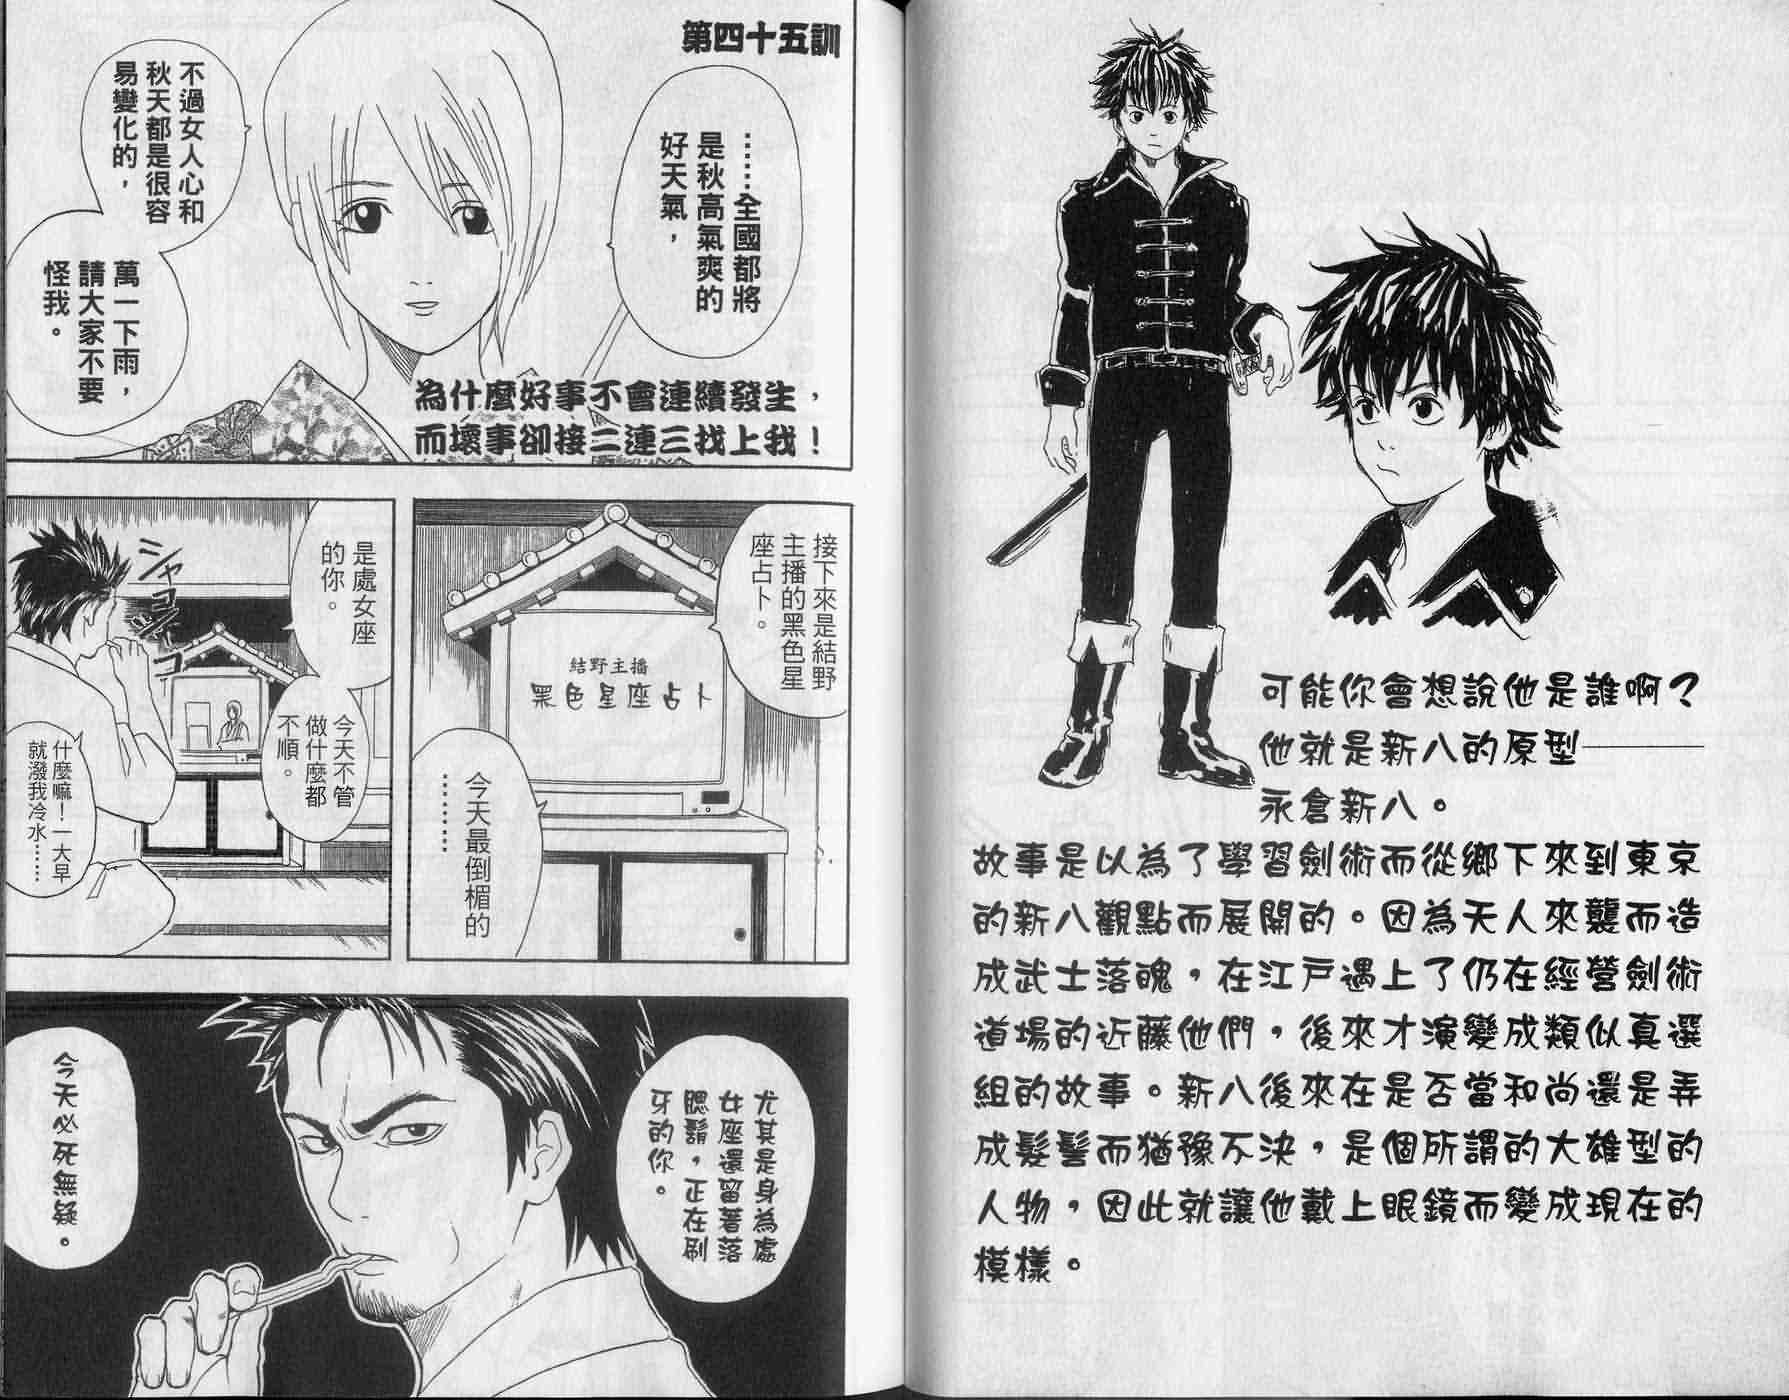 可能你會想說他是誰啊？
他就是新八的原型————
永倉新八。
故事是以為了學習劍術而從鄉下來到東京
的新八觀點而展開的。因為天人來襲而造
成武士落魄，在江戶遇上了仍在經營劍術
道場的近藤他們，後來才演變成類似真選
組的故事。新八後來在是否當和尚還是弄
成髮髻而猶豫不決，是個所謂的大雄型的
人物，因此就讓他戴上眼鏡而變成現在的
模樣。
第四十五訓
……全國都將
是秋高氣爽的
好天氣，
不過女人心和
秋天都是很容
易變化的，
萬一下雨，
請大家不要
怪我。
為什麼好事不會連續發生，
而壞事卻接二連三找上我！
接下來是結野
主播的黑色星
座占卜。
結野主播
黑色星座占卜
今天最倒楣的
………
是處女座
的你。
シャコ
シャコ
今天不管
做什麼都
不順。
什麼嘛！一大早
就潑我冷水……
尤其是身為處
女座還留著落
腮鬍，正在刷
牙的你。
今天必死無疑。